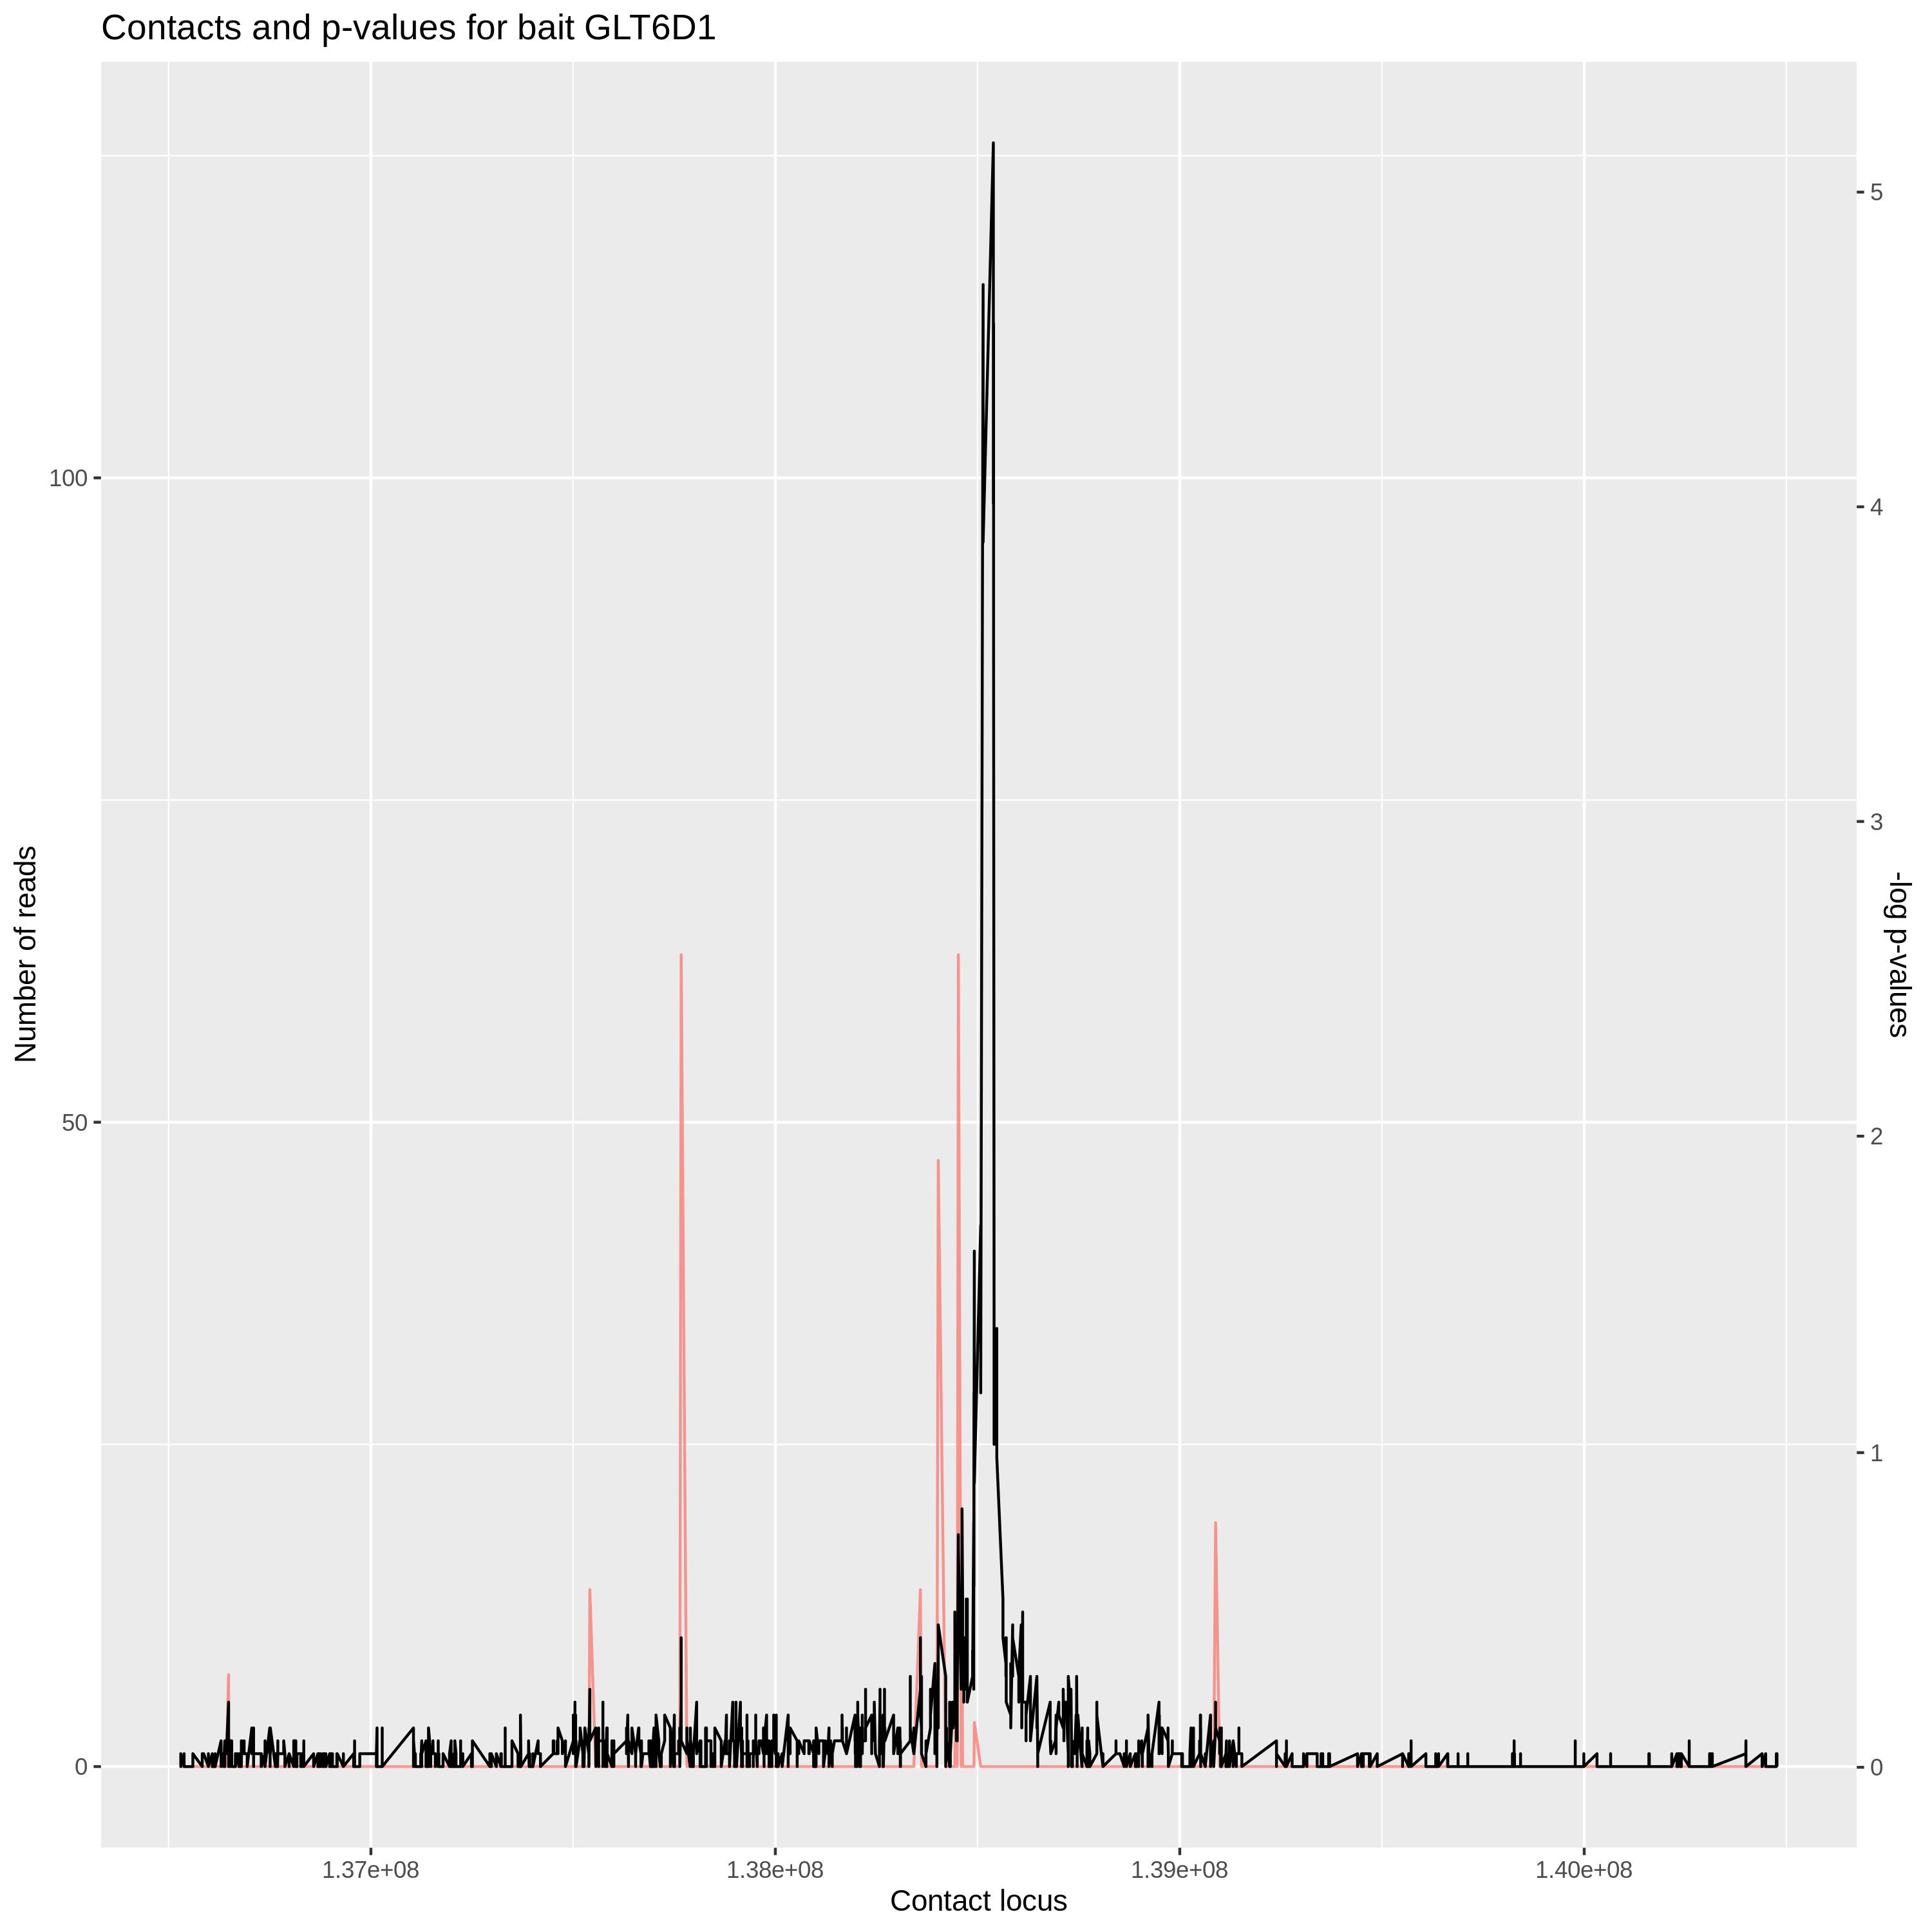 Contacts and p-values for bait GLT6D1
Number of reads
100
50
0
5
4
3
2
1
0
-log p-values
1.37e+08
1.38e+08
1.39e+08
1.40e+08
Contact locus